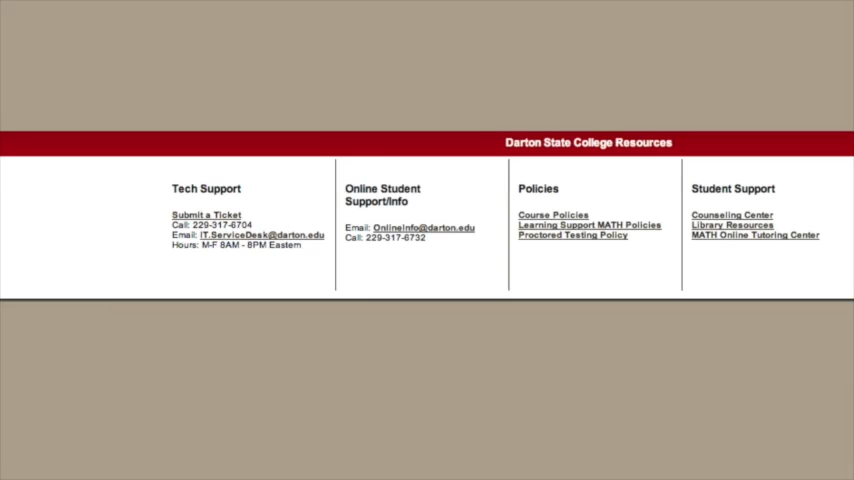 Darton State College Resources
Tech Support
Submit a Ticket
Call: 229-317-6704
Email: IT.ServiceDesk@darton.edu
Hours: M-F 8AM - 8PM Eastern
Online Student
Support/Info
Email: OnlineInfo@darton.edu
Call: 229-317-6732
Policies
Course Policies
Learning Support MATH Policies
Proctored Testing Policy
Student Support
Counseling Center
Library Resources
MATH Online Tutoring Center